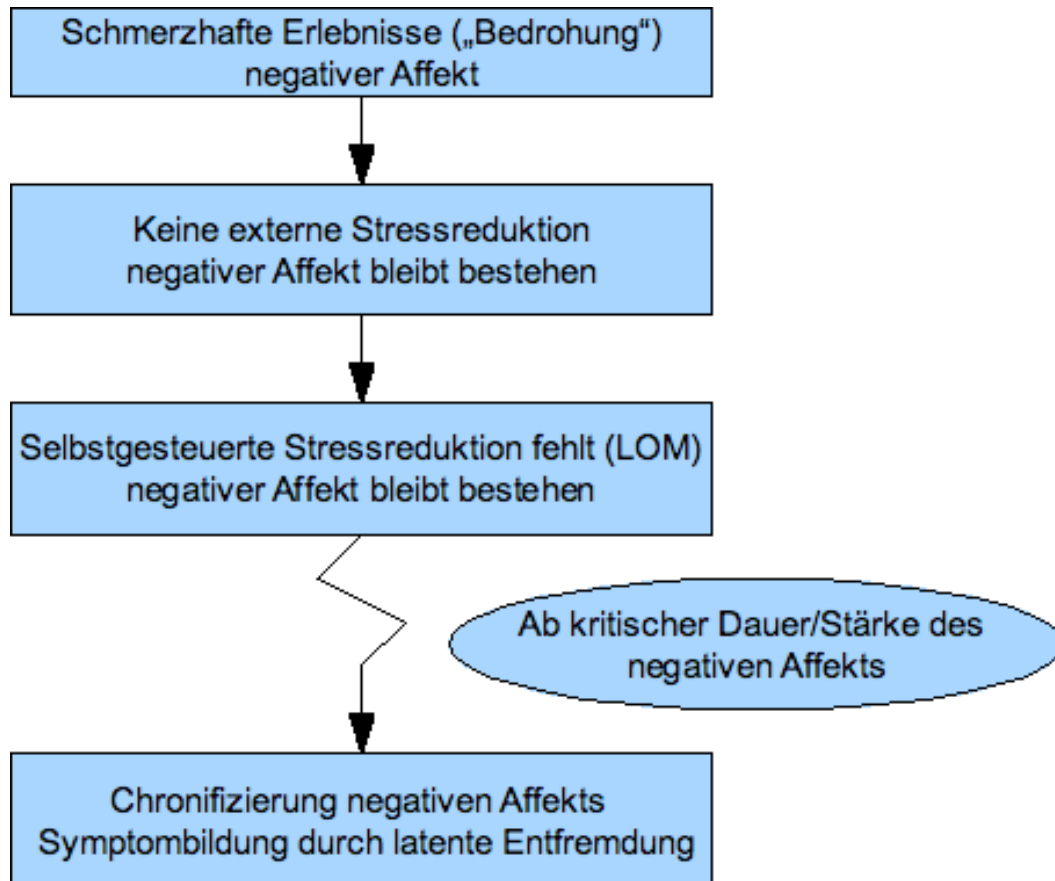 Schmerzhafte Erlebnisse („Bedrohung“)
negativer Affekt
Keine externe Stressreduktion
negativer Affekt bleibt bestehen
Selbstgesteuerte Stressreduktion fehlt (LOM)
negativer Affekt bleibt bestehen
Ab kritischer Dauer/Stärke des
negativen Affekts
Chronifizierung negativen Affekts
Symptombildung durch latente Entfremdung